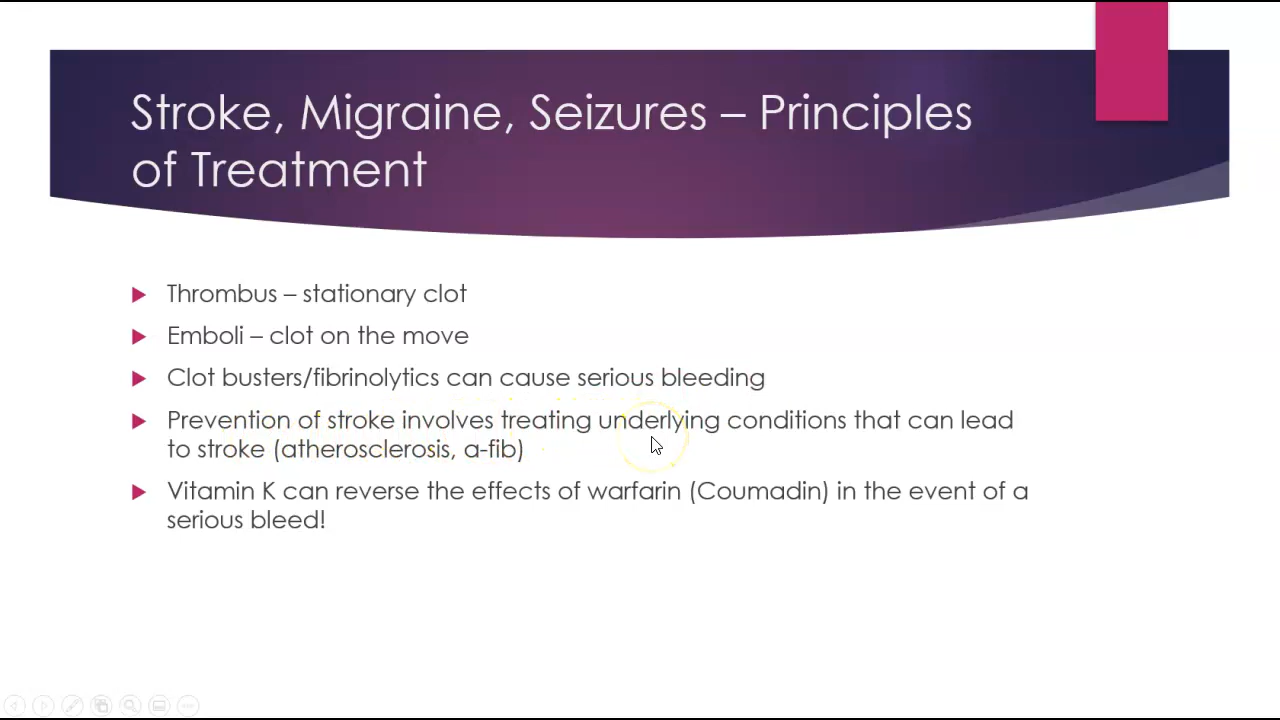 Stroke, Migraine, Seizures – Principles
of Treatment
Thrombus – stationary clot
Emboli – clot on the move
Clot busters/fibrinolytics can cause serious bleeding
Prevention of stroke involves treating underlying conditions that can lead
to stroke (atherosclerosis, a-fib)
Vitamin K can reverse the effects of warfarin (Coumadin) in the event of a
serious bleed!